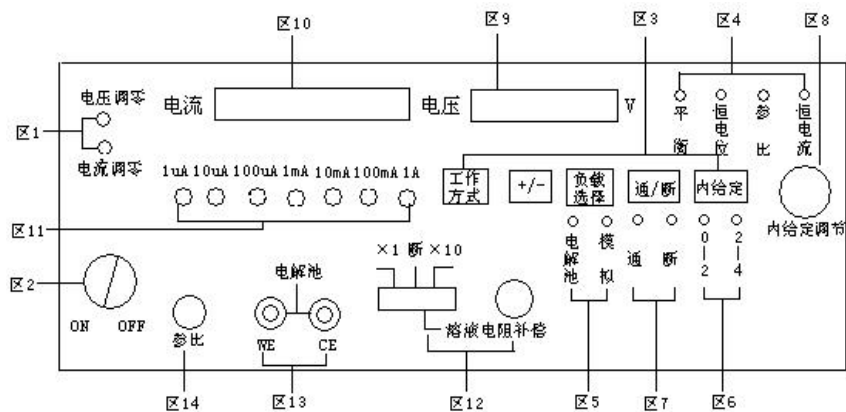 区10 区9 区3 区4 区8
电压调零
电流
电压
V
平衡
恒电位
参比
恒电流
区1
电流调零
1uA 10uA 100uA 1mA 10mA 100mA 1A
工作方式
+/-
负载选择
通/断
内给定
内给定调节
区11
电解池
模拟
通
断
0—2
2—4
×1 断 ×10
区2
电解池
ON OFF
参比
WE CE
溶液电阻补偿
区14 区13 区12 区5 区7 区6